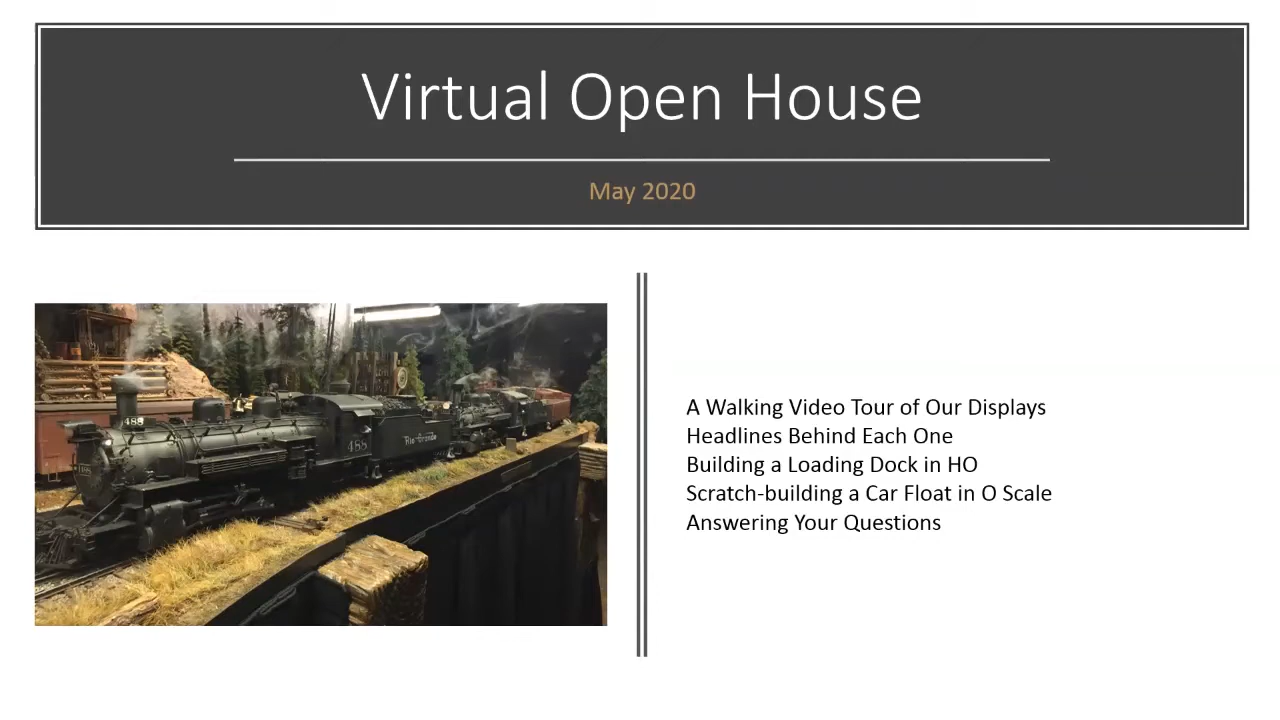 Virtual Open House
May 2020
488
488
Rio Grande
A Walking Video Tour of Our Displays
Headlines Behind Each One
Building a Loading Dock in HO
Scratch-building a Car Float in O Scale
Answering Your Questions